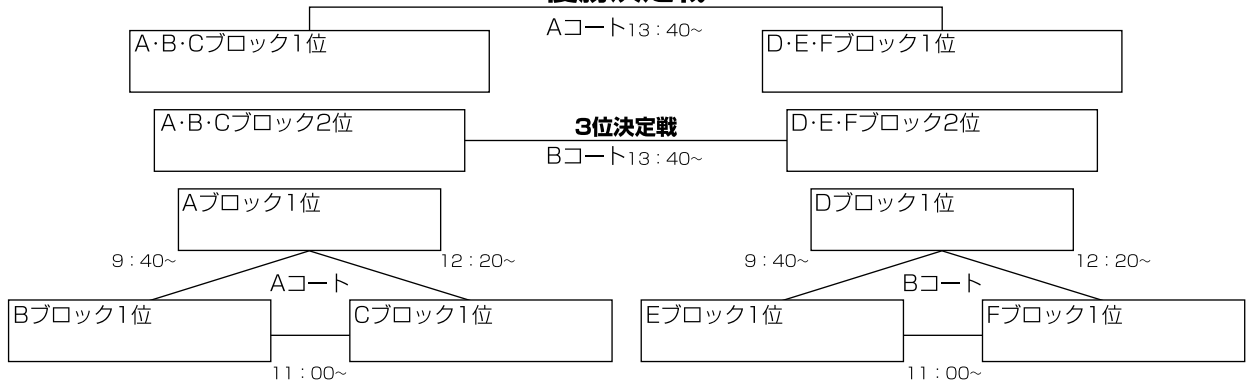 Aコート13：40~
A・B・Cブロック1位
D・E・Fブロック1位
A・B・Cブロック2位
3位決定戦
D・E・Fブロック2位
Bコート13：40~
Aブロック1位
Dブロック1位
9：40~
12：20~
9：40~
12：20~
Aコート
Bコート
Bブロック1位
Cブロック1位
Eブロック1位
Fブロック1位
11：00~
11：00~